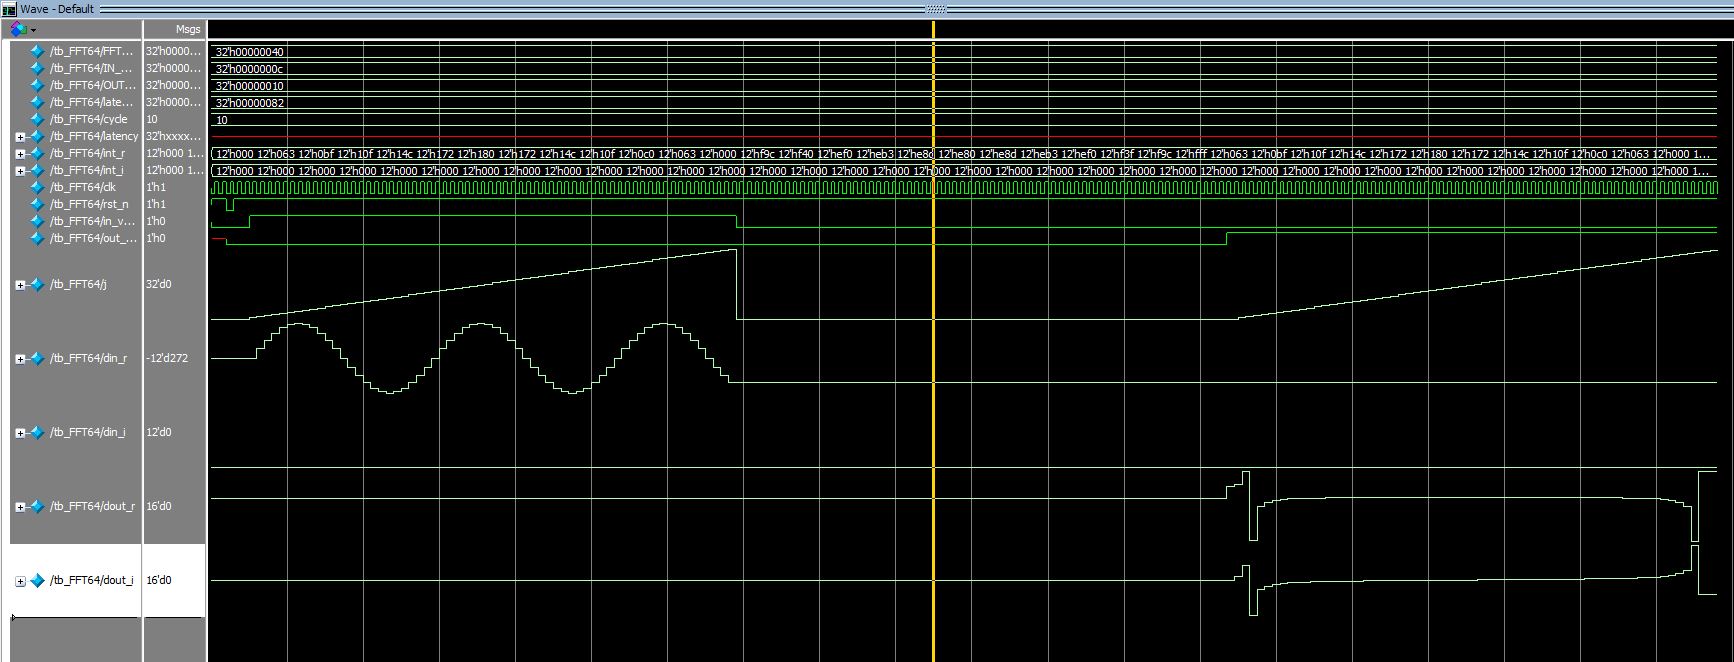 Wave - Default
Msgs
/tb_FFT64/FFT... 32'h0000... 32'h00000040
/tb_FFT64/IN_... 32'h0000... 32'h0000000c
/tb_FFT64/OUT... 32'h0000... 32'h00000010
/tb_FFT64/late... 32'h0000... 32'h00000082
/tb_FFT64/cycle 10 10
/tb_FFT64/latency 32'hxxxx...
/tb_FFT64/int_r 12'h000 1... 12'h000 12'h063 12'h0bf 12'h10f 12'h14c 12'h172 12'h180 12'h172 12'h14c 12'h10f 12'h0c0 12'h063 12'h000 12'hf9c 12'hf40 12'hef0 12'heb3 12'he8d 12'he80 12'he8d 12'heb3 12'hef0 12'hf3f 12'hf9c 12'hfff 12'h063 12'h0bf 12'h10f 12'h14c 12'h172 12'h180 12'h172 12'h14c 12'h10f 12'h0c0 12'h063 12'h000 1...
/tb_FFT64/int_i 12'h000 1... 12'h000 12'h000 12'h000 12'h000 12'h000 12'h000 12'h000 12'h000 12'h000 12'h000 12'h000 12'h000 12'h000 12'h000 12'h000 12'h000 12'h000 12'h000 12'h000 12'h000 12'h000 12'h000 12'h000 12'h000 12'h000 12'h000 12'h000 12'h000 12'h000 12'h000 12'h000 12'h000 12'h000 12'h000 12'h000 12'h000 12'h000 1...
/tb_FFT64/clk 1'h1
/tb_FFT64/rst_n 1'h1
/tb_FFT64/in_v... 1'h0
/tb_FFT64/out_... 1'h0
/tb_FFT64/j 32'd0
/tb_FFT64/din_r -12'd272
/tb_FFT64/din_i 12'd0
/tb_FFT64/dout_r 16'd0
/tb_FFT64/dout_i 16'd0